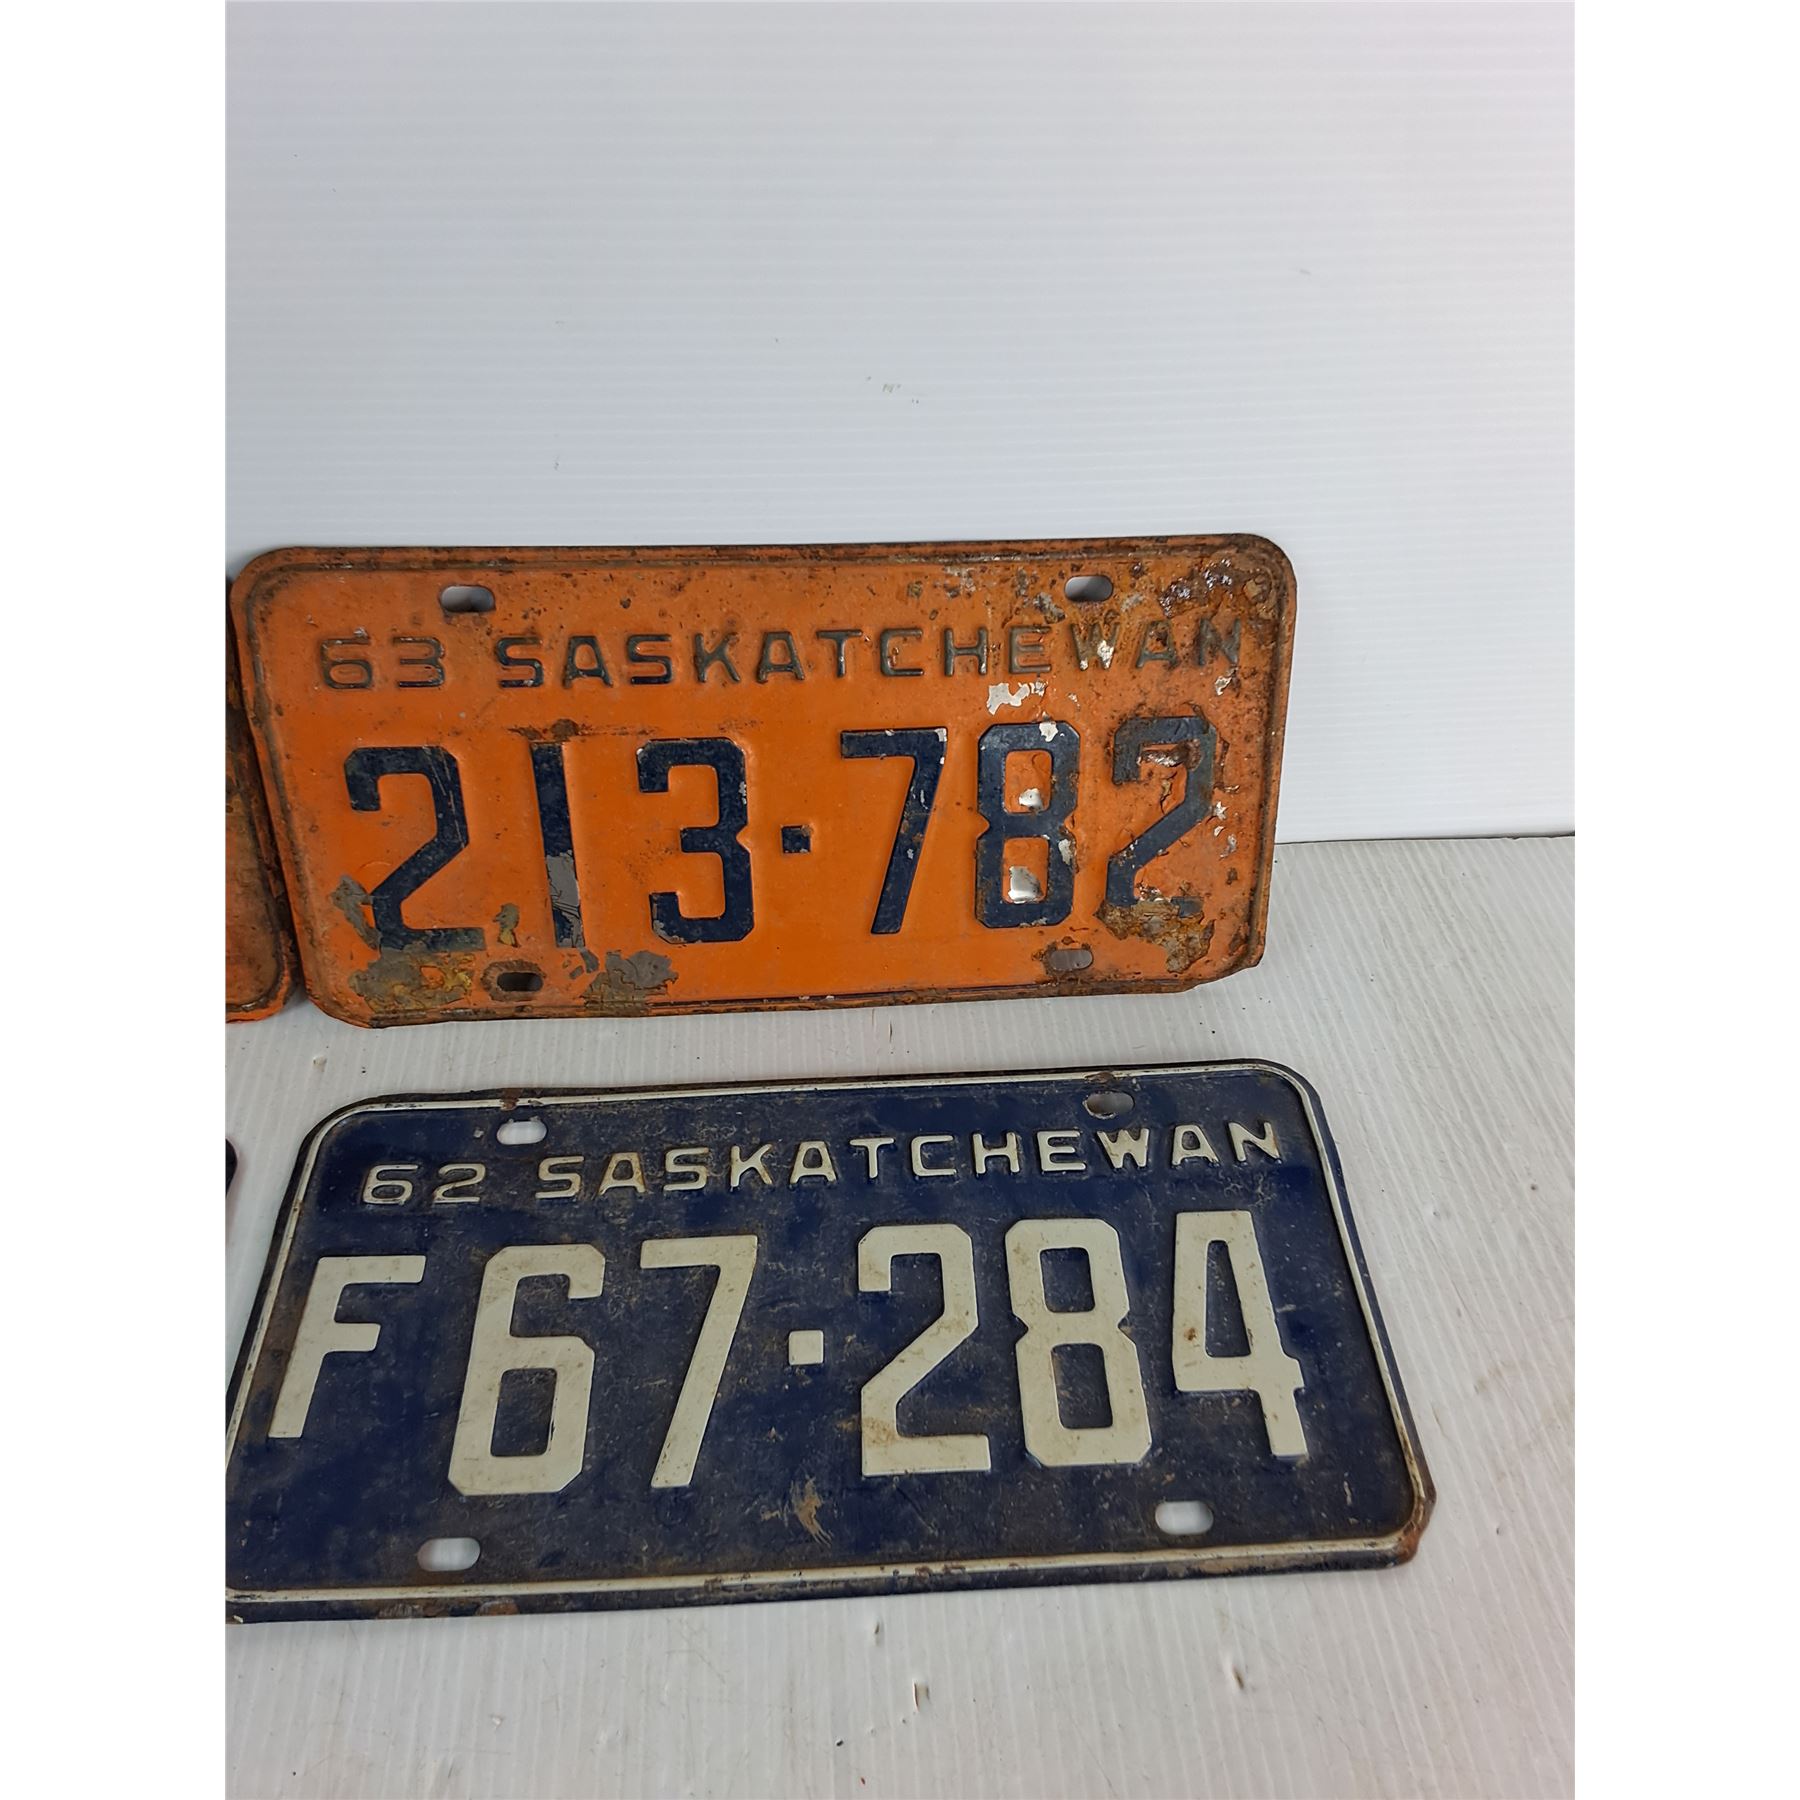 63 SASKATCHEWAN
213·782
62 SASKATCHEWAN
F67·284